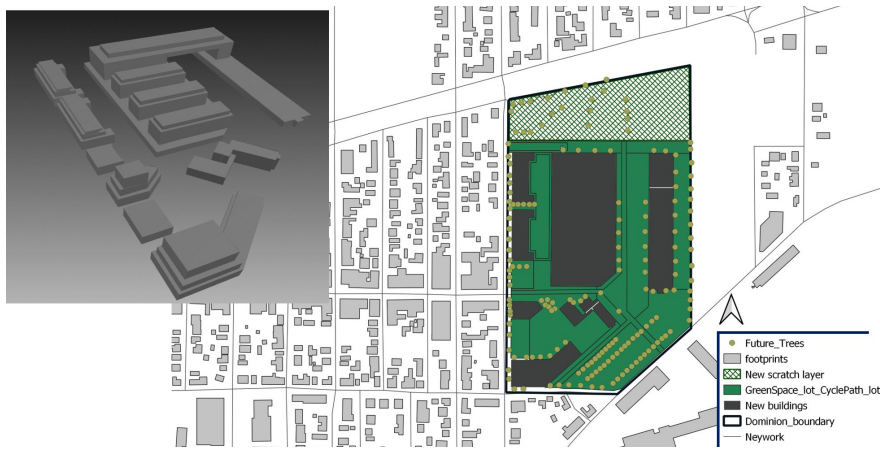 Future_Trees
footprints
New scratch layer
GreenSpace_lot_CyclePath_lot
New buildings
Dominion_boundary
Neywork